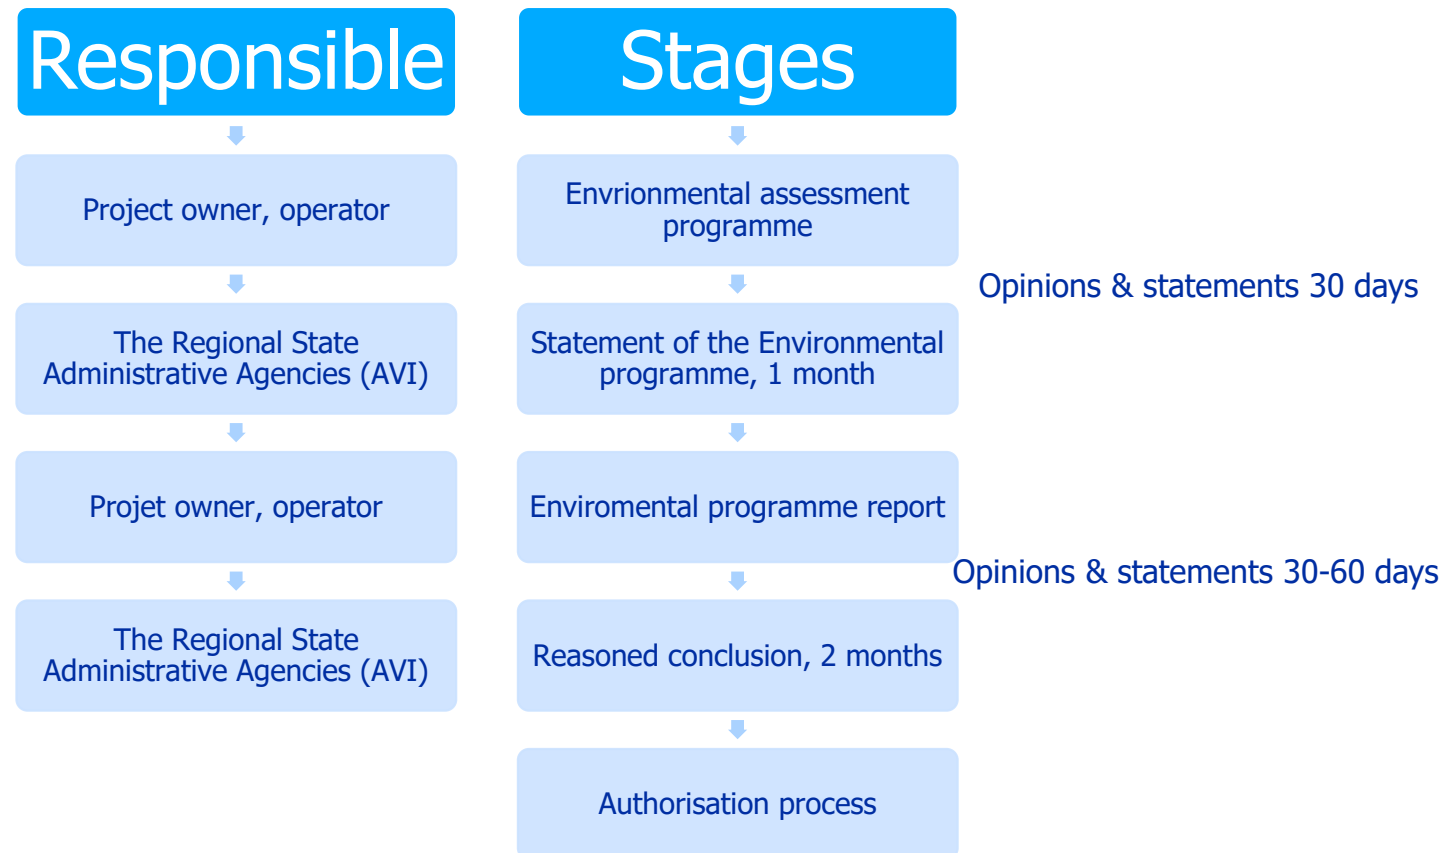 Responsible
Stages
Project owner, operator
Envrionmental assessment
programme
Opinions & statements 30 days
The Regional State
Administrative Agencies (AVI)
Statement of the Environmental
programme, 1 month
Projet owner, operator
Enviromental programme report
Opinions & statements 30-60 days
The Regional State
Administrative Agencies (AVI)
Reasoned conclusion, 2 months
Authorisation process